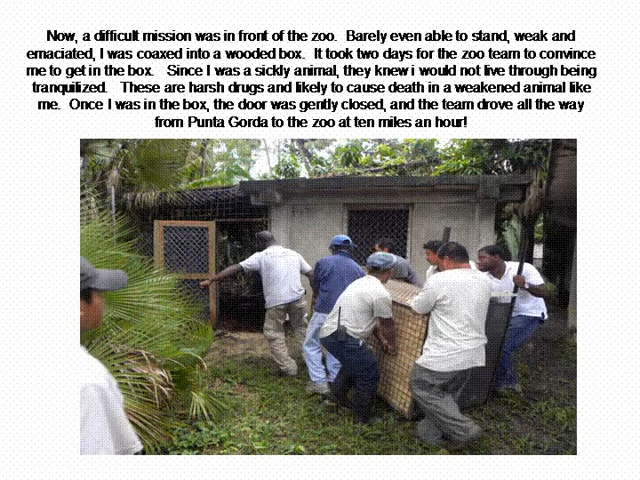 Now, a difficult mission was in front of the zoo.  Barely even able to stand, weak and
emaciated, I was coaxed into a wooded box.  It took two days for the zoo team to convince
me to get in the box.   Since I was a sickly animal, they knew i would not live through being
tranquilized.   These are harsh drugs and likely to cause death in a weakened animal like
me.  Once I was in the box, the door was gently closed, and the team drove all the way
from Punta Gorda to the zoo at ten miles an hour!